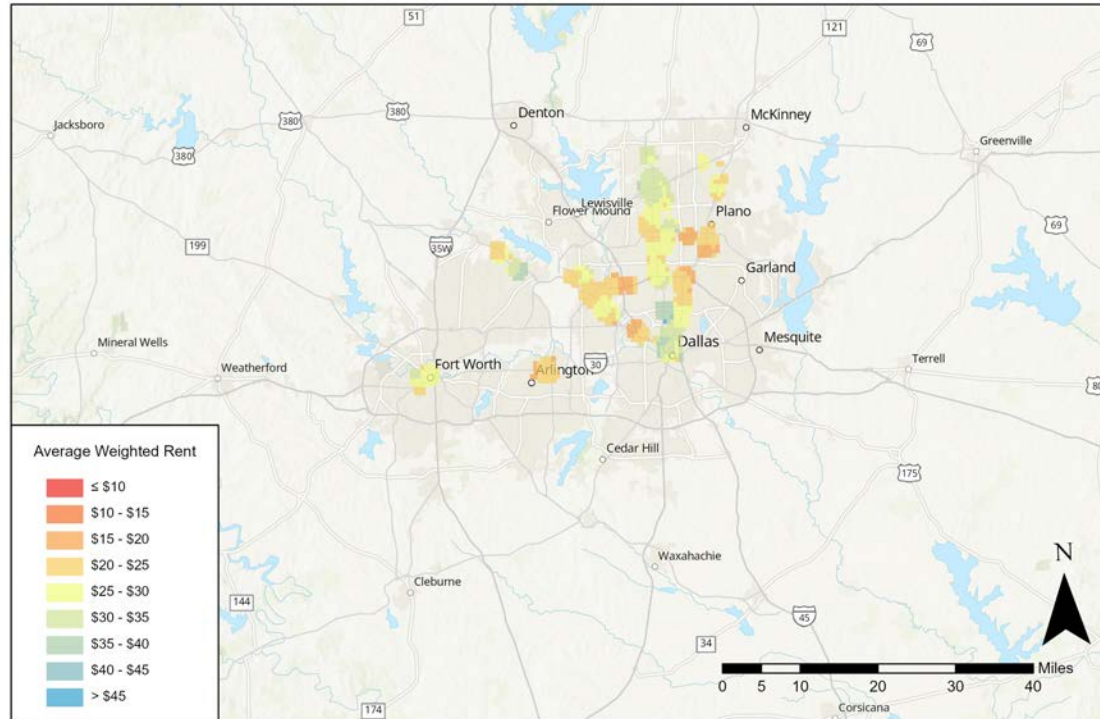 51
121
69
Denton
McKinney
Jacksboro
380
380
380
Greenville
Lewisville
Flower Mound
Plano
69
199
35W
Garland
Mineral Wells
Dallas
Mesquite
Weatherford
Fort Worth
30
Terrell
Arlington
80
Cedar Hill
175
Average Weighted Rent
≤ $10
$10 - $15
$15 - $20
$20 - $25
$25 - $30
$30 - $35
$35 - $40
$40 - $45
> $45
Waxahachie
Cleburne
N
144
45
34
Miles
0 5 10 20 30 40
174
Corsicana